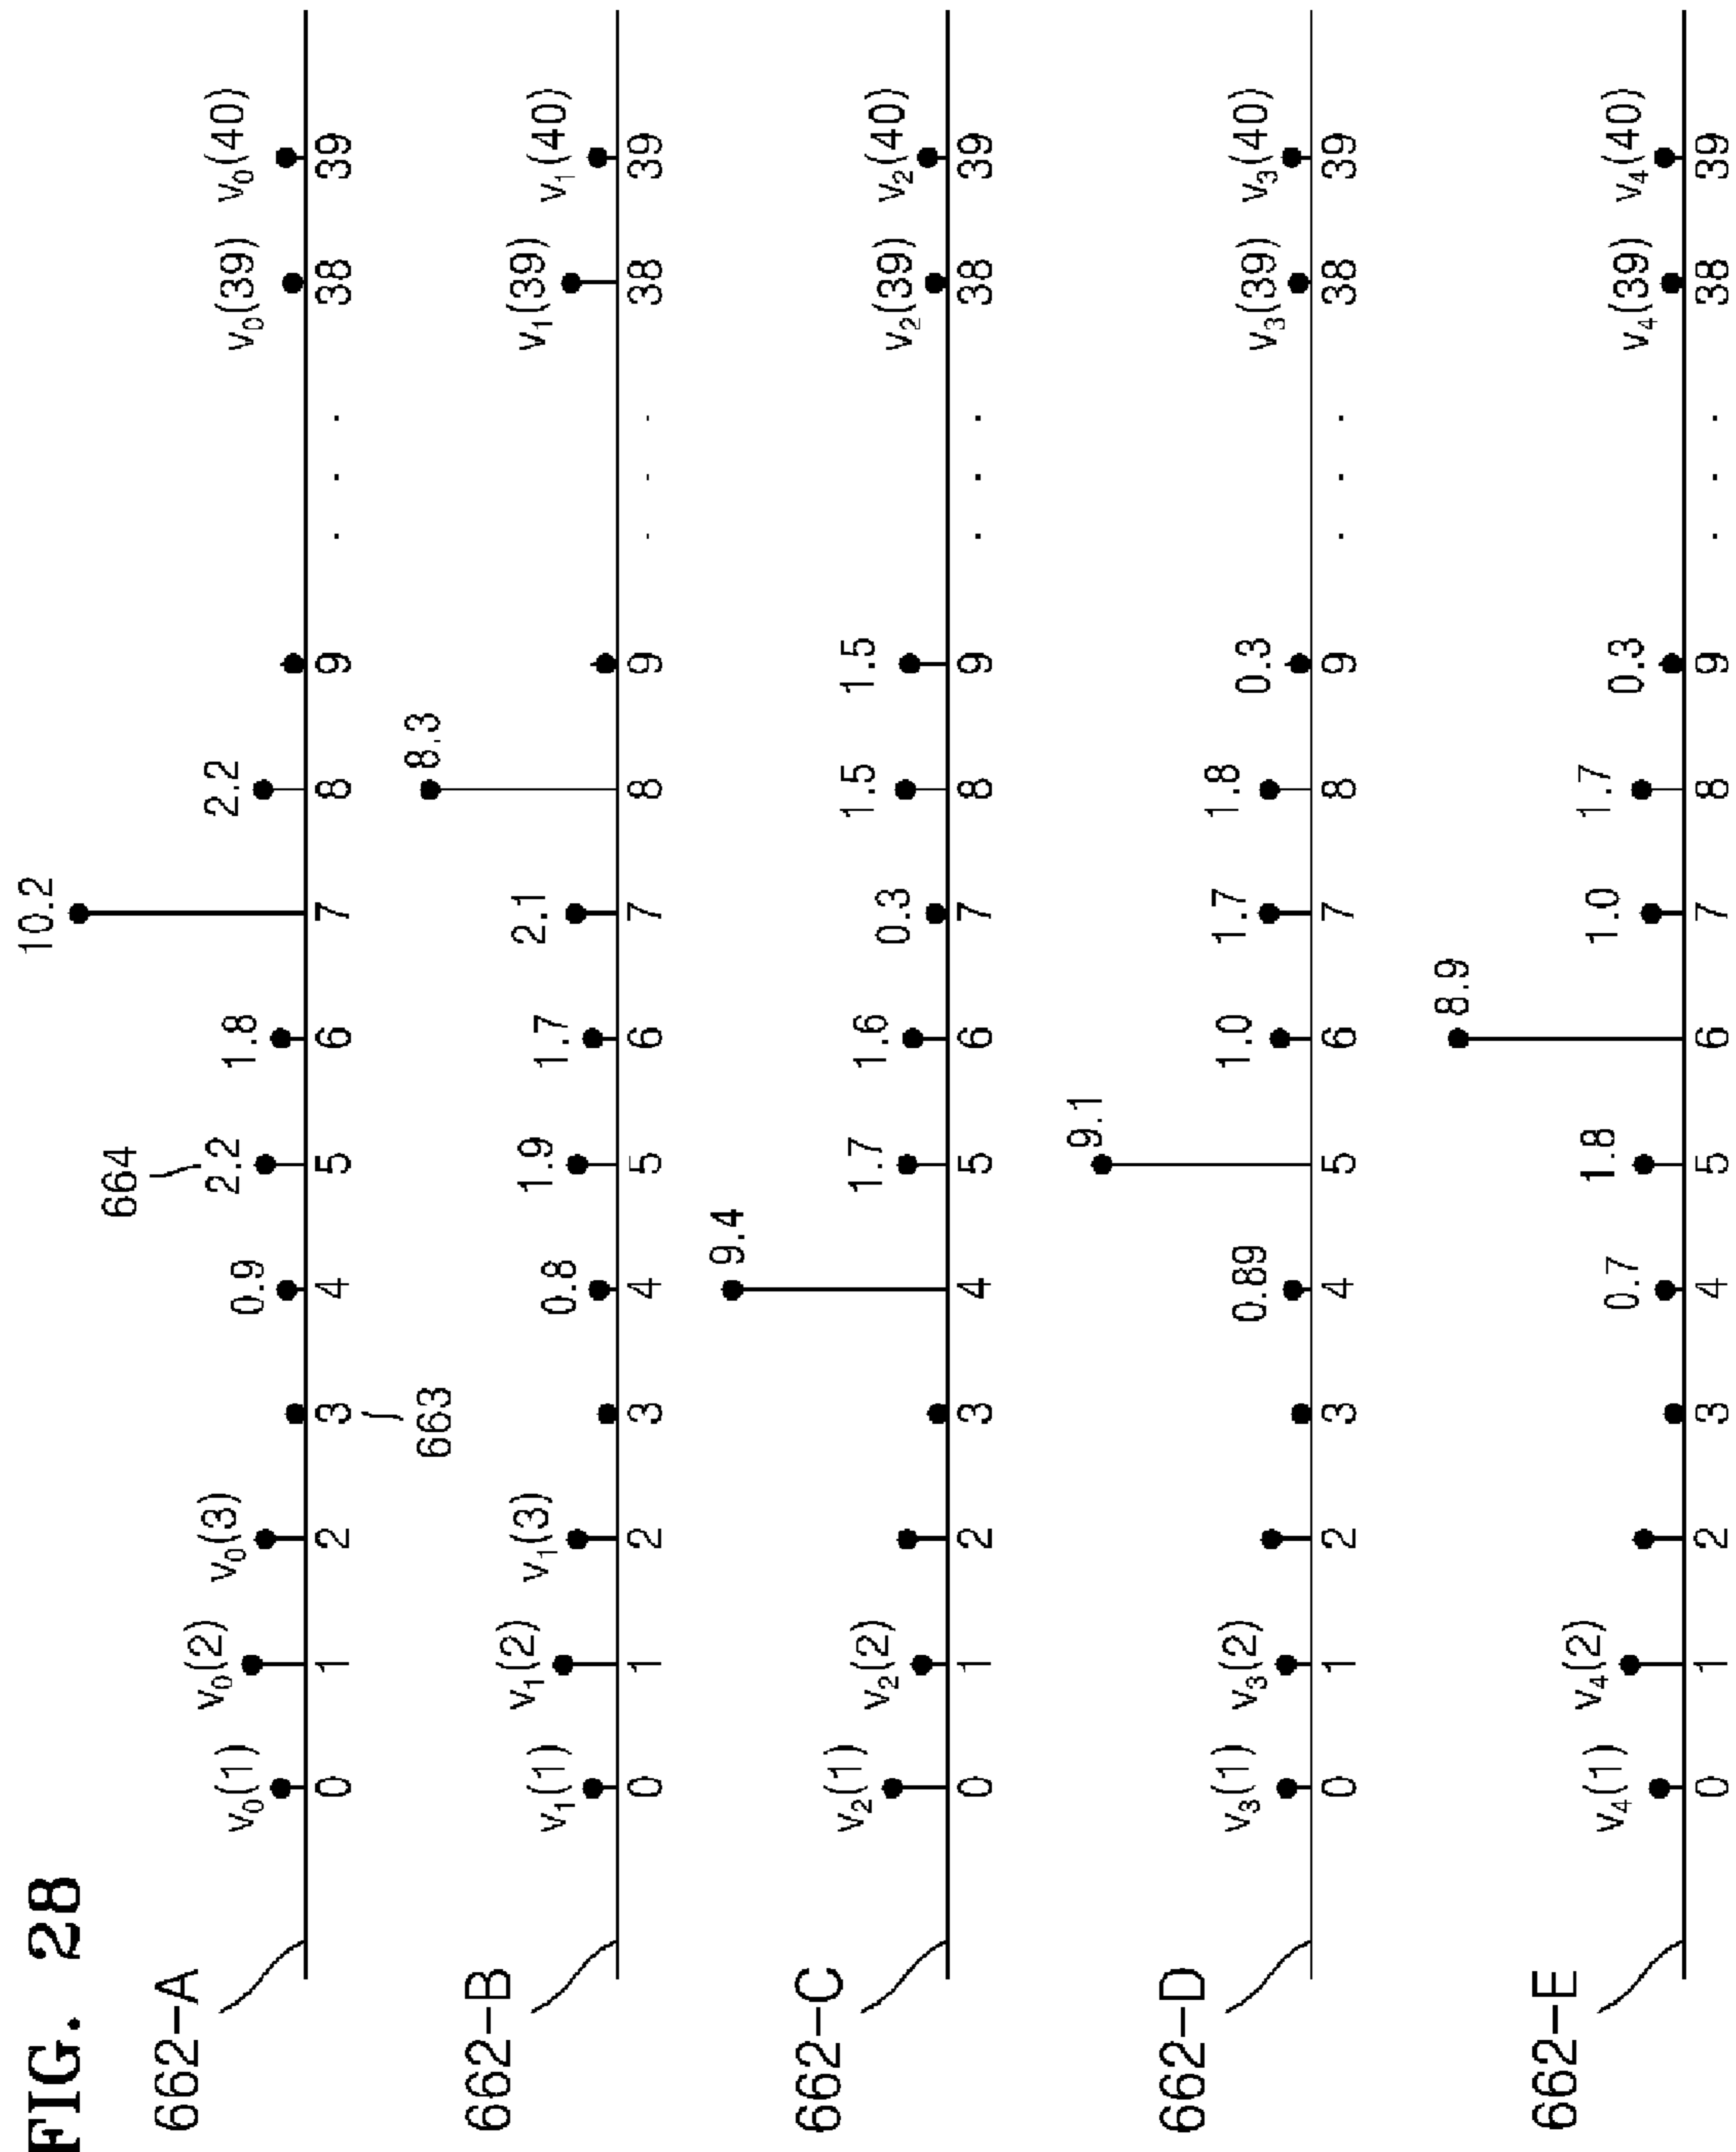 FIG. 28
10.2
664
v₀(1) v₀(2) v₀(3) 0.9 2.2 1.8 2.2 v₀(39) v₀(40)
662-A
0 1 2 3 4 5 6 7 8 9 . . . 38 39
663
8.3
v₁(1) v₁(2) v₁(3) 0.8 1.9 1.7 2.1 v₁(39) v₁(40)
662-B
0 1 2 3 4 5 6 7 8 9 . . . 38 39
9.4
v₂(1) v₂(2) 1.7 1.6 0.3 1.5 1.5 v₂(39) v₂(40)
662-C
0 1 2 3 4 5 6 7 8 9 . . . 38 39
9.1
v₃(1) v₃(2) 0.89 1.0 1.7 1.8 0.3 v₃(39) v₃(40)
662-D
0 1 2 3 4 5 6 7 8 9 . . . 38 39
8.9
v₄(1) v₄(2) 0.7 1.8 1.0 1.7 0.3 v₄(39) v₄(40)
662-E
0 1 2 3 4 5 6 7 8 9 . . . 38 39